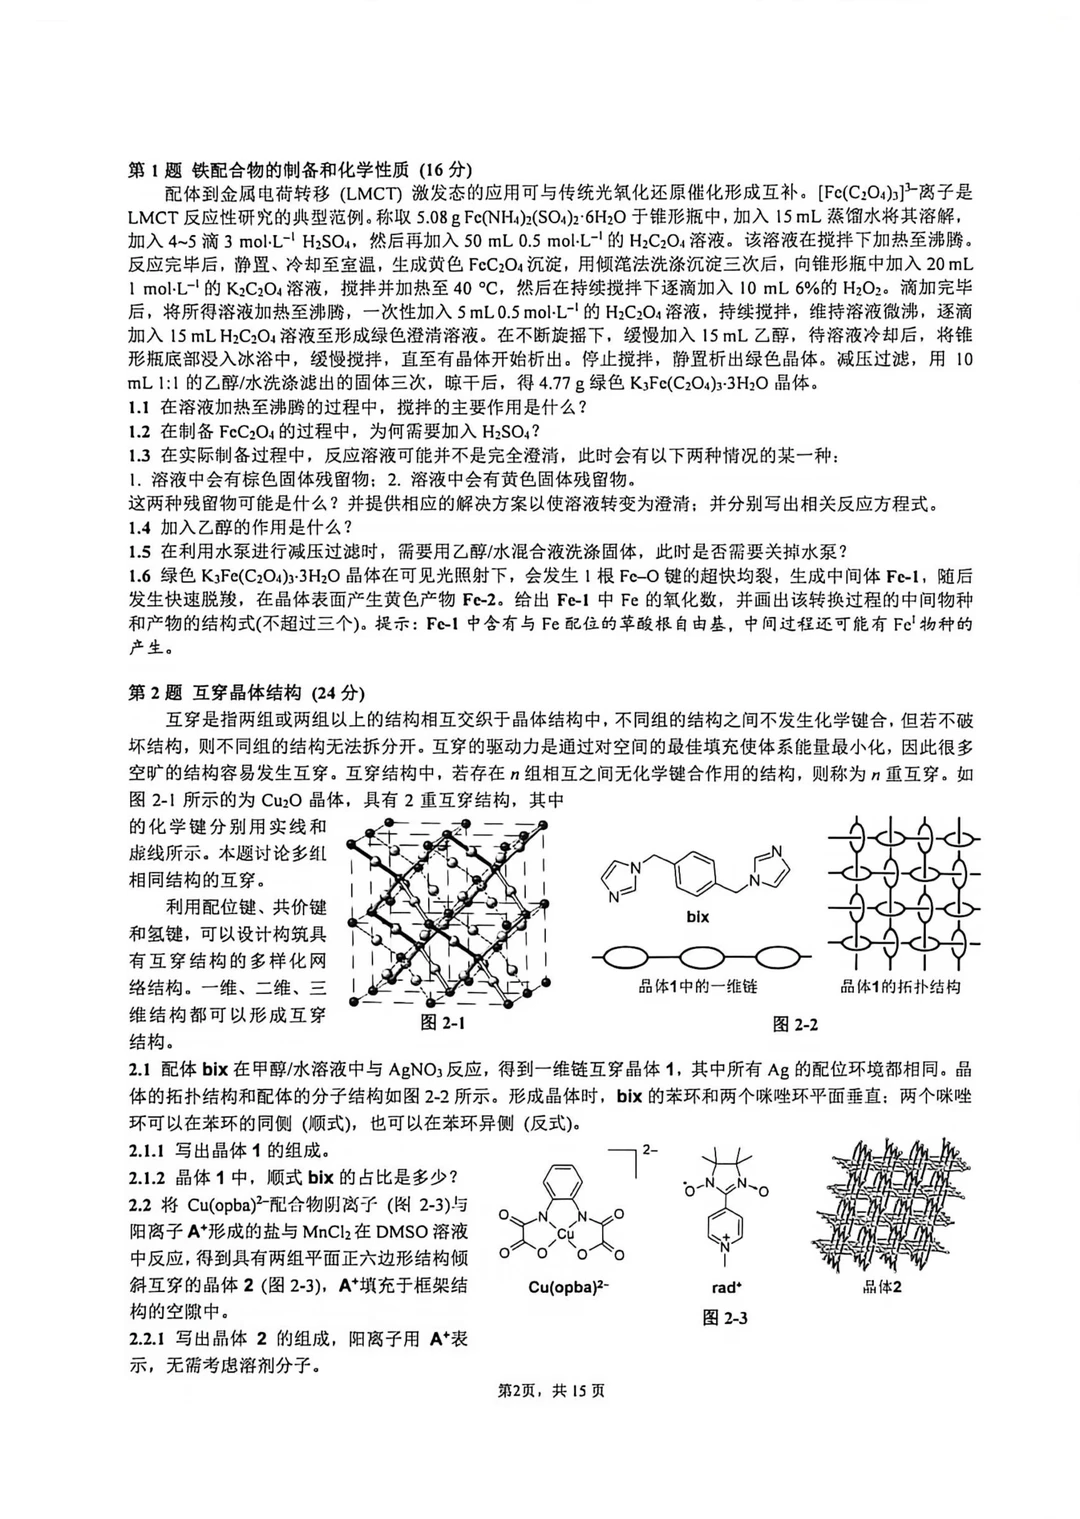 第 1 题 铁配合物的制备和化学性质 (16 分)
配体到金属电荷转移 (LMCT) 激发态的应用可与传统光氧化还原催化形成互补。[Fe(C₂O₄)₃]³⁻离子是
LMCT 反应性研究的典型范例。称取 5.08 g Fe(NH₄)₂(SO₄)₂·6H₂O 于锥形瓶中，加入 15 mL 蒸馏水将其溶解，
加入 4~5 滴 3 mol·L⁻¹ H₂SO₄，然后再加入 50 mL 0.5 mol·L⁻¹ 的 H₂C₂O₄ 溶液。该溶液在搅拌下加热至沸腾。
反应完毕后，静置、冷却至室温，生成黄色 FeC₂O₄ 沉淀，用倾滗法洗涤沉淀三次后，向锥形瓶中加入 20 mL
1 mol·L⁻¹ 的 K₂C₂O₄ 溶液，搅拌并加热至 40 °C，然后在持续搅拌下逐滴加入 10 mL 6%的 H₂O₂。滴加完毕
后，将所得溶液加热至沸腾，一次性加入 5 mL 0.5 mol·L⁻¹ 的 H₂C₂O₄ 溶液，持续搅拌，维持溶液微沸，逐滴
加入 15 mL H₂C₂O₄ 溶液至形成绿色澄清溶液。在不断旋摇下，缓慢加入 15 mL 乙醇，待溶液冷却后，将锥
形瓶底部浸入冰浴中，缓慢搅拌，直至有晶体开始析出。停止搅拌，静置析出绿色晶体。减压过滤，用 10
mL 1:1 的乙醇/水洗涤滤出的固体三次，晾干后，得 4.77 g 绿色 K₃Fe(C₂O₄)₃·3H₂O 晶体。
1.1 在溶液加热至沸腾的过程中，搅拌的主要作用是什么？
1.2 在制备 FeC₂O₄ 的过程中，为何需要加入 H₂SO₄？
1.3 在实际制备过程中，反应溶液可能并不是完全澄清，此时会有以下两种情况的某一种：
1. 溶液中会有棕色固体残留物；2. 溶液中会有黄色固体残留物。
这两种残留物可能是什么？并提供相应的解决方案以使溶液转变为澄清；并分别写出相关反应方程式。
1.4 加入乙醇的作用是什么？
1.5 在利用水泵进行减压过滤时，需要用乙醇/水混合液洗涤固体，此时是否需要关掉水泵？
1.6 绿色 K₃Fe(C₂O₄)₃·3H₂O 晶体在可见光照射下，会发生 1 根 Fe–O 键的超快均裂，生成中间体 Fe-1，随后
发生快速脱羧，在晶体表面产生黄色产物 Fe-2。给出 Fe-1 中 Fe 的氧化数，并画出该转换过程的中间物种
和产物的结构式(不超过三个)。提示：Fe-1 中含有与 Fe 配位的草酸根自由基，中间过程还可能有 Feᴵ 物种的
产生。
第 2 题 互穿晶体结构 (24 分)
互穿是指两组或两组以上的结构相互交织于晶体结构中，不同组的结构之间不发生化学键合，但若不破
坏结构，则不同组的结构无法拆分开。互穿的驱动力是通过对空间的最佳填充使体系能量最小化，因此很多
空旷的结构容易发生互穿。互穿结构中，若存在 n 组相互之间无化学键合作用的结构，则称为 n 重互穿。如
图 2-1 所示的为 Cu₂O 晶体，具有 2 重互穿结构，其中
的化学键分别用实线和
虚线所示。本题讨论多组
相同结构的互穿。
利用配位键、共价键
和氢键，可以设计构筑具
有互穿结构的多样化网
络结构。一维、二维、三
维结构都可以形成互穿
结构。
图 2-1
N
N
N
N
bix
晶体1中的一维链
晶体1的拓扑结构
图 2-2
2.1 配体 bix 在甲醇/水溶液中与 AgNO₃ 反应，得到一维链互穿晶体 1，其中所有 Ag 的配位环境都相同。晶
体的拓扑结构和配体的分子结构如图 2-2 所示。形成晶体时，bix 的苯环和两个咪唑环平面垂直；两个咪唑
环可以在苯环的同侧 (顺式)，也可以在苯环异侧 (反式)。
2.1.1 写出晶体 1 的组成。
2.1.2 晶体 1 中，顺式 bix 的占比是多少？
2.2 将 Cu(opba)²⁻配合物阴离子 (图 2-3)与
阳离子 A⁺形成的盐与 MnCl₂ 在 DMSO 溶液
中反应，得到具有两组平面正六边形结构倾
斜互穿的晶体 2 (图 2-3)，A⁺填充于框架结
构的空隙中。
2.2.1 写出晶体 2 的组成，阳离子用 A⁺表
示，无需考虑溶剂分子。
2−
O
N
N
O
Cu
O
O
O
O
Cu(opba)²⁻
O
N
N
O
N
+
rad⁺
晶体2
图 2-3
第2页，共 15 页